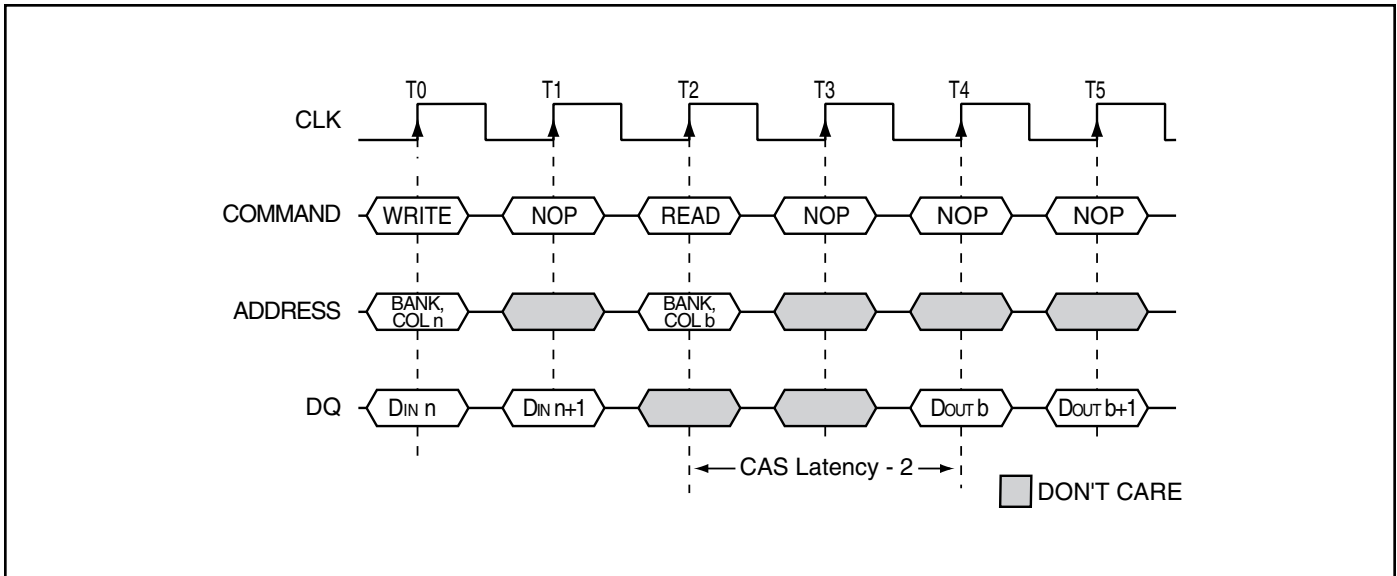 T0 T1 T2 T3 T4 T5
CLK
COMMAND WRITE NOP READ NOP NOP NOP
ADDRESS BANK, COL n BANK, COL b
DQ DIN n DIN n+1 DOUT b DOUT b+1
CAS Latency - 2
DON'T CARE